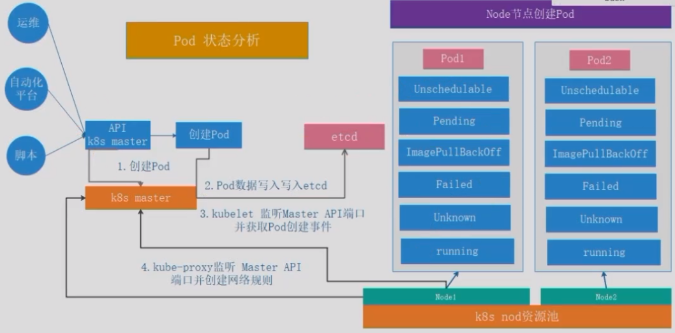 Node节点创建Pod
运维
Pod 状态分析
自动化
平台
脚本
API
k8s master
创建Pod
etcd
1.创建Pod
k8s master
2.Pod数据写入写入etcd
3.kubelet 监听Master API端口
并获取Pod创建事件
4.kube-proxy监听 Master API
端口并创建网络规则
Pod1
Unschedulable
Pending
ImagePullBackOff
Failed
Unknown
running
Pod2
Unschedulable
Pending
ImagePullBackOff
Failed
Unknown
running
Node1
Node2
k8s nod资源池